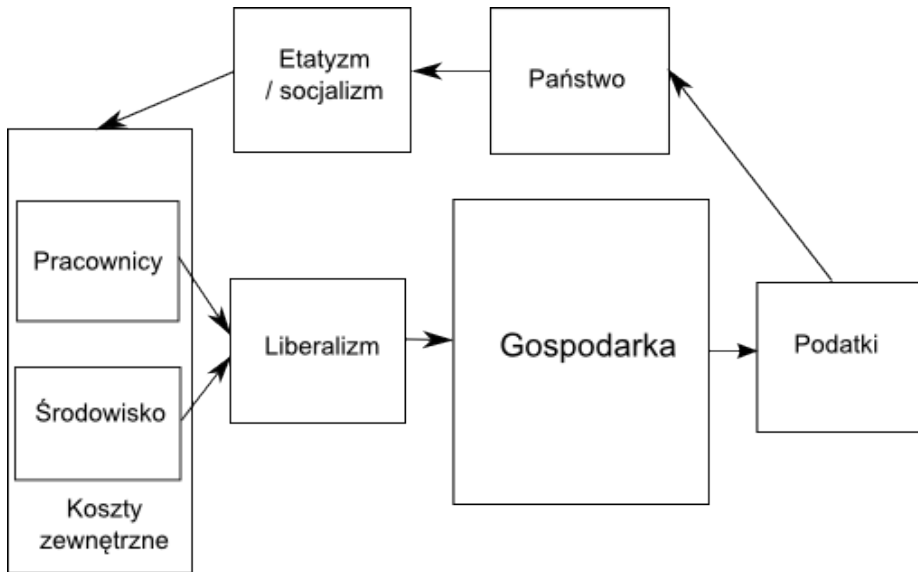 Etatyzm
/ socjalizm
Państwo
Pracownicy
Liberalizm
Gospodarka
Podatki
Środowisko
Koszty
zewnętrzne